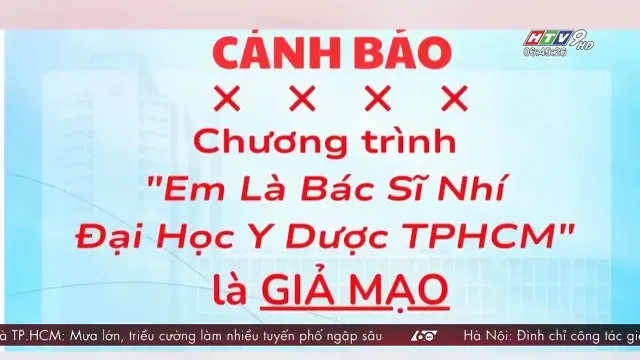 HTV9 HD
06:45:26
CẢNH BÁO
Chương trình
"Em Là Bác Sĩ Nhí
Đại Học Y Dược TPHCM"
là GIẢ MẠO
à TP.HCM: Mưa lớn, triều cường làm nhiều tuyến phố ngập sâu
60
Hà Nội: Đình chỉ công tác gi